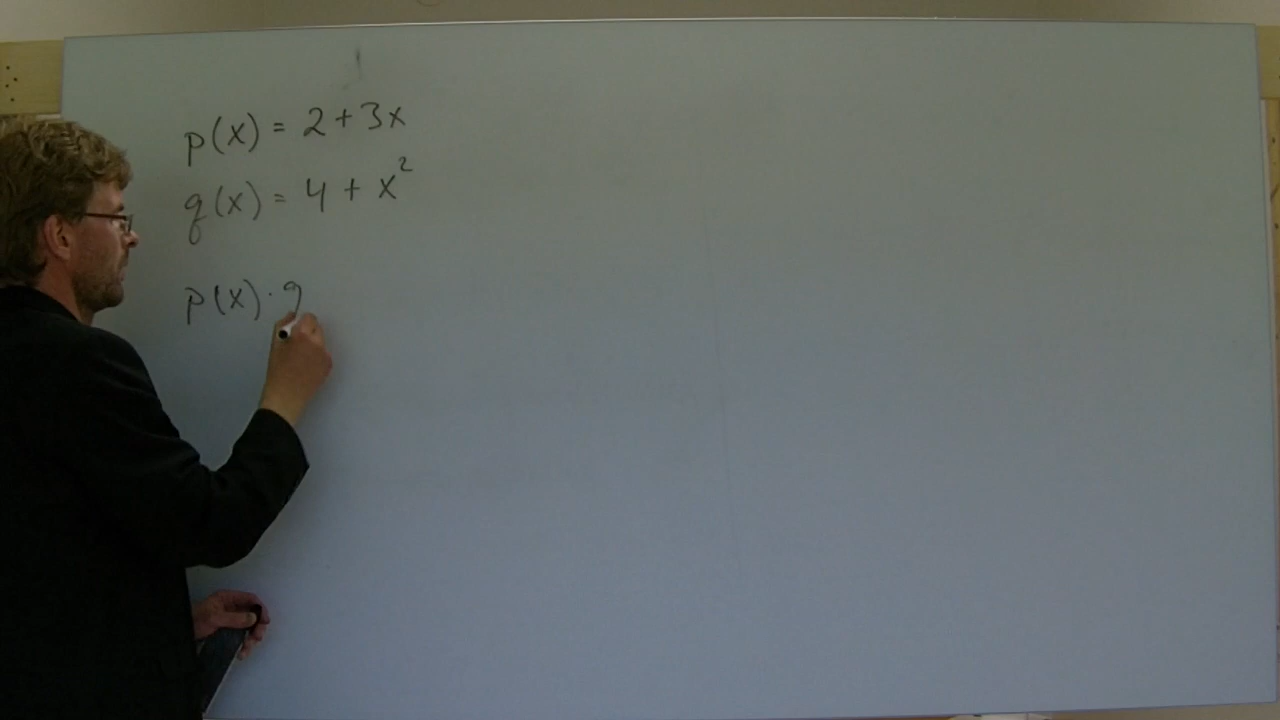 p(x) = 2 + 3x
q(x) = 4 + x²
p(x) · q